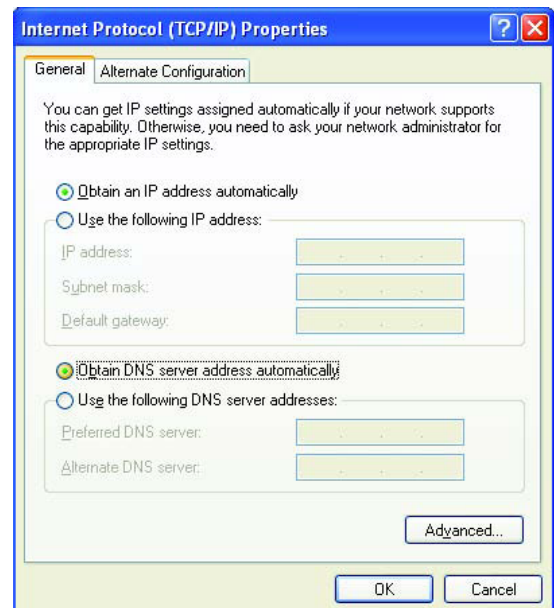 Internet Protocol (TCP/IP) Properties
General
Alternate Configuration
You can get IP settings assigned automatically if your network supports
this capability. Otherwise, you need to ask your network administrator for
the appropriate IP settings.
Obtain an IP address automatically
Use the following IP address:
IP address:
Subnet mask:
Default gateway:
Obtain DNS server address automatically
Use the following DNS server addresses:
Preferred DNS server:
Alternate DNS server:
Advanced...
OK
Cancel